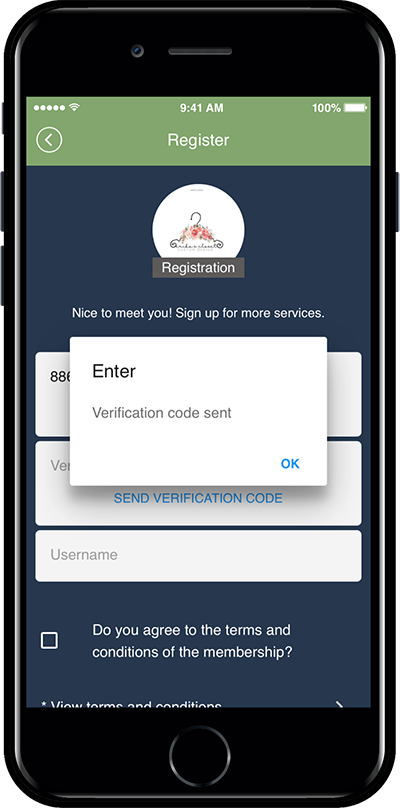 9:41 AM
100%
Register
Registration
Nice to meet you! Sign up for more services.
886
Enter
Verification code sent
OK
Ver
SEND VERIFICATION CODE
Username
Do you agree to the terms and
conditions of the membership?
* View terms and conditions